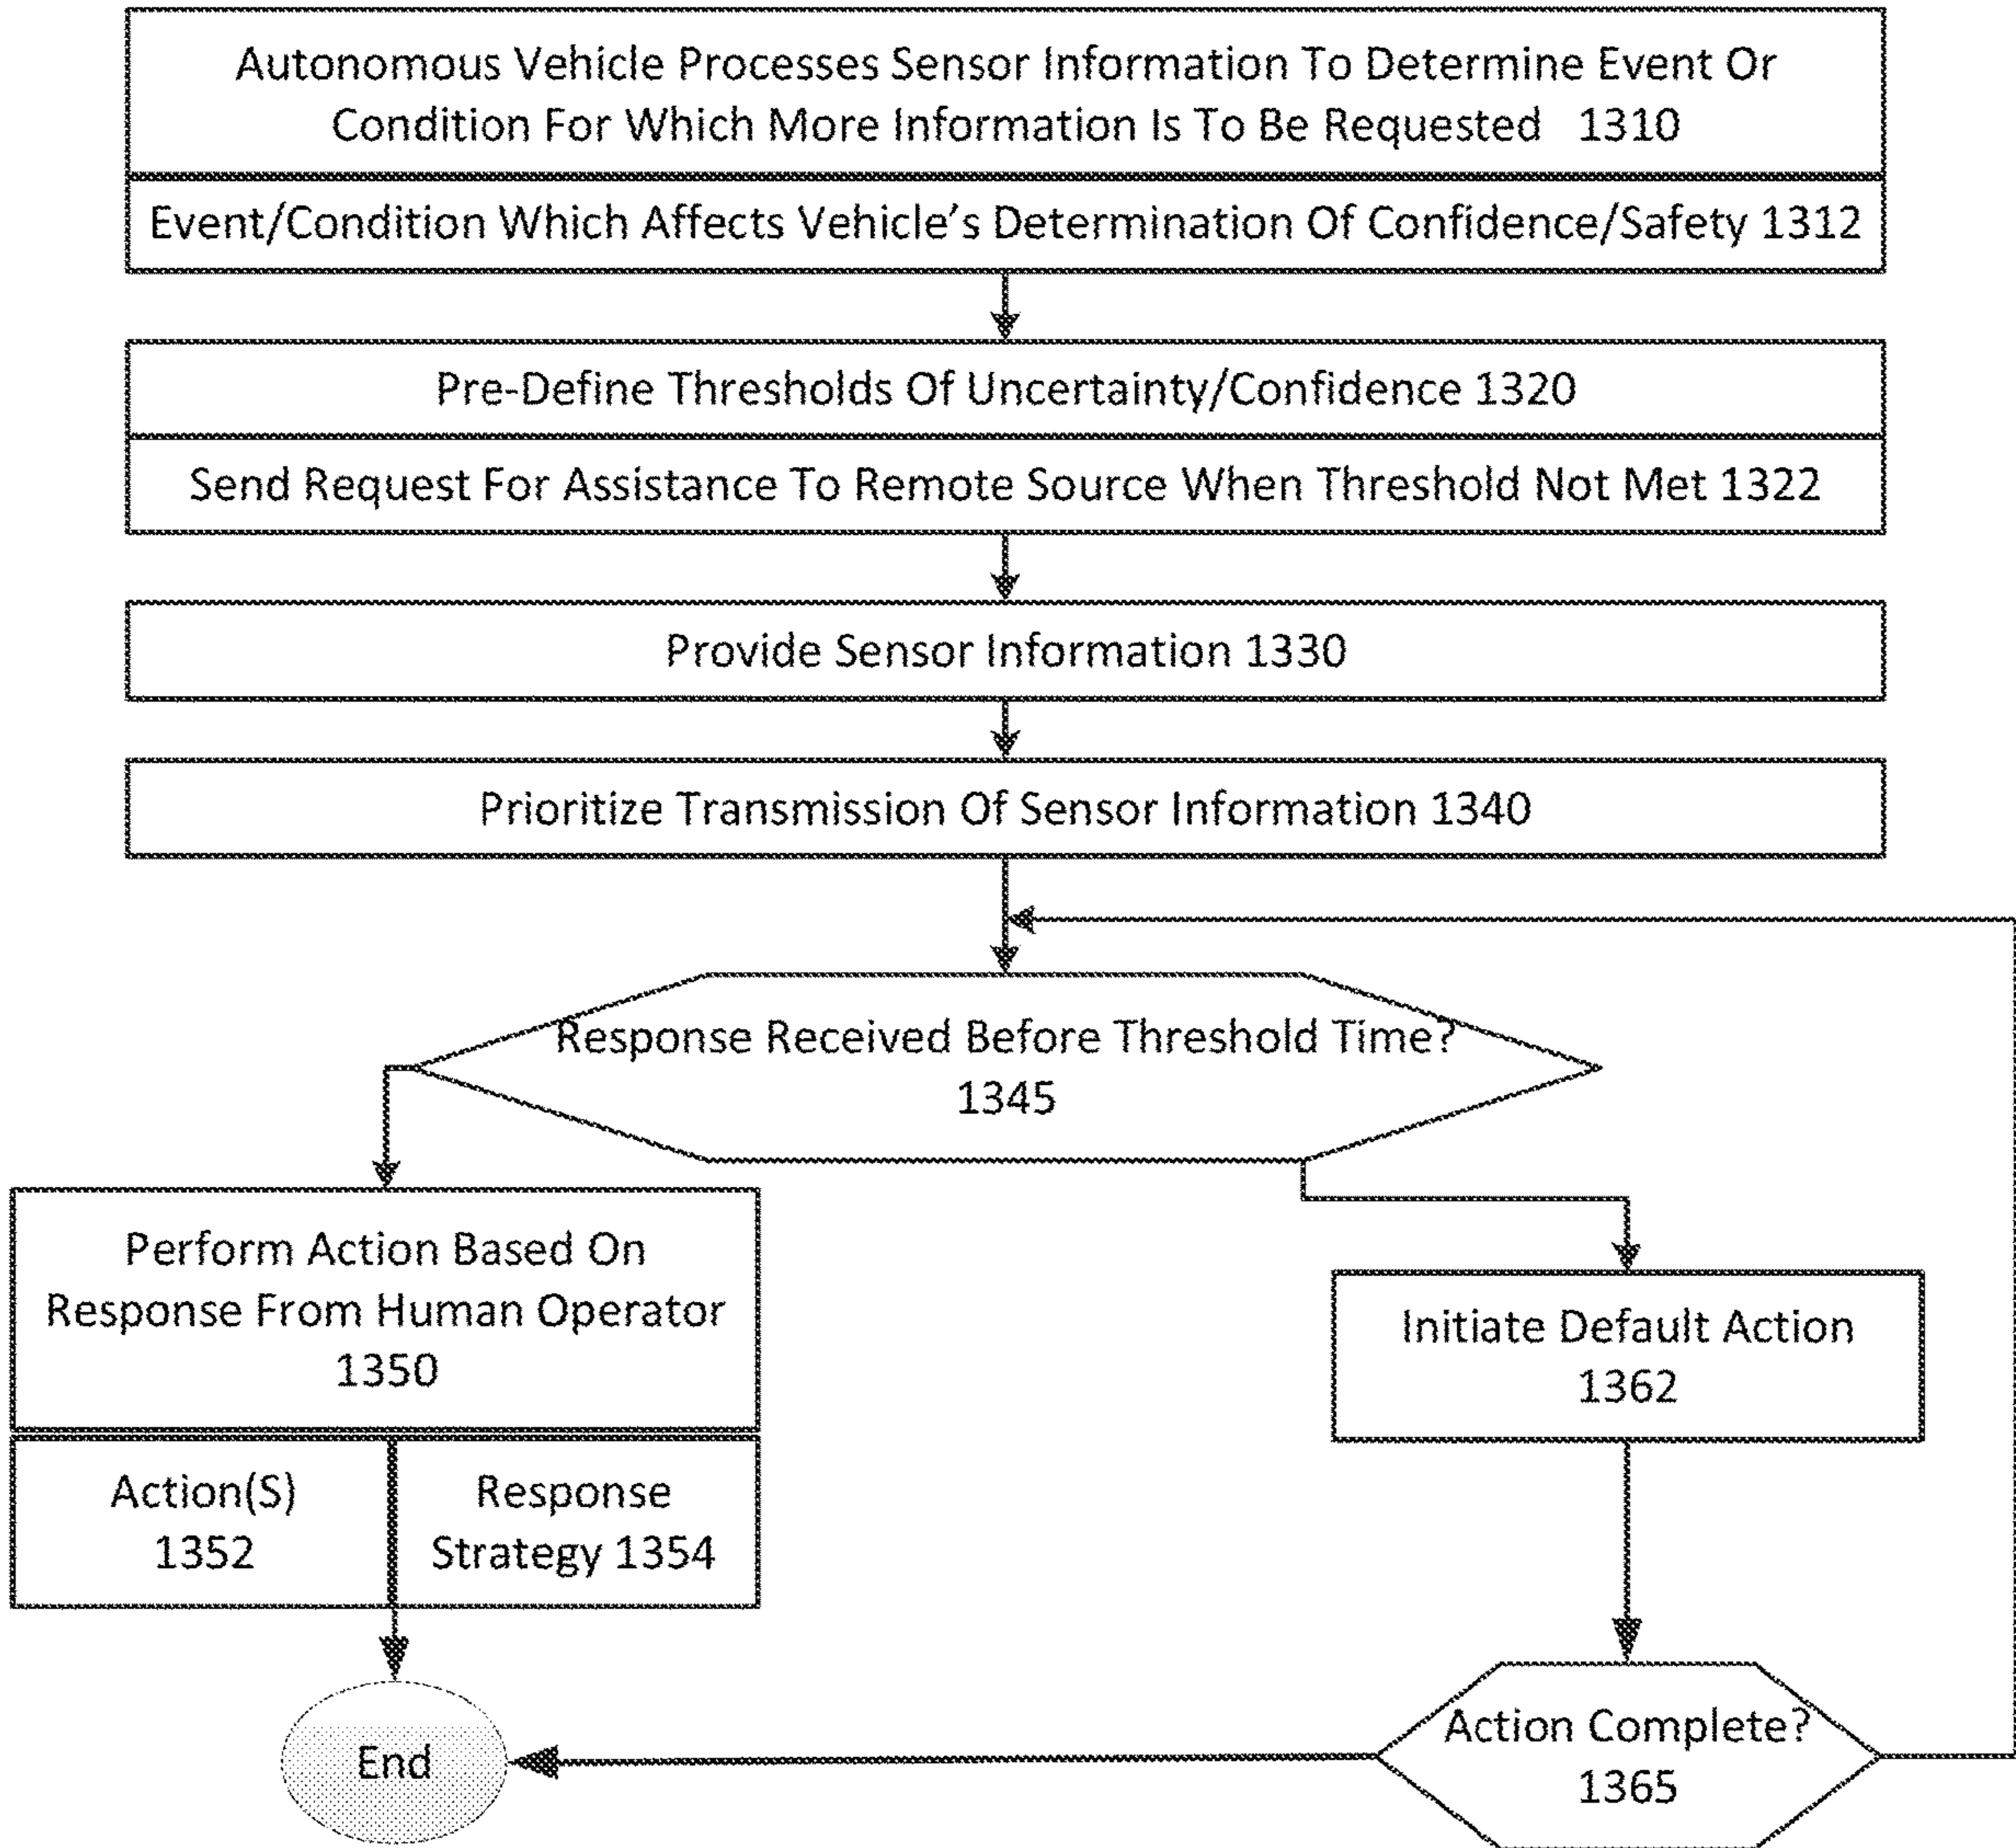 Autonomous Vehicle Processes Sensor Information To Determine Event Or
Condition For Which More Information Is To Be Requested 1310
Event/Condition Which Affects Vehicle's Determination Of Confidence/Safety 1312
Pre-Define Thresholds Of Uncertainty/Confidence 1320
Send Request For Assistance To Remote Source When Threshold Not Met 1322
Provide Sensor Information 1330
Prioritize Transmission Of Sensor Information 1340
Response Received Before Threshold Time?
1345
Perform Action Based On
Response From Human Operator
1350
Action(S)
1352
Response
Strategy 1354
Initiate Default Action
1362
Action Complete?
1365
End